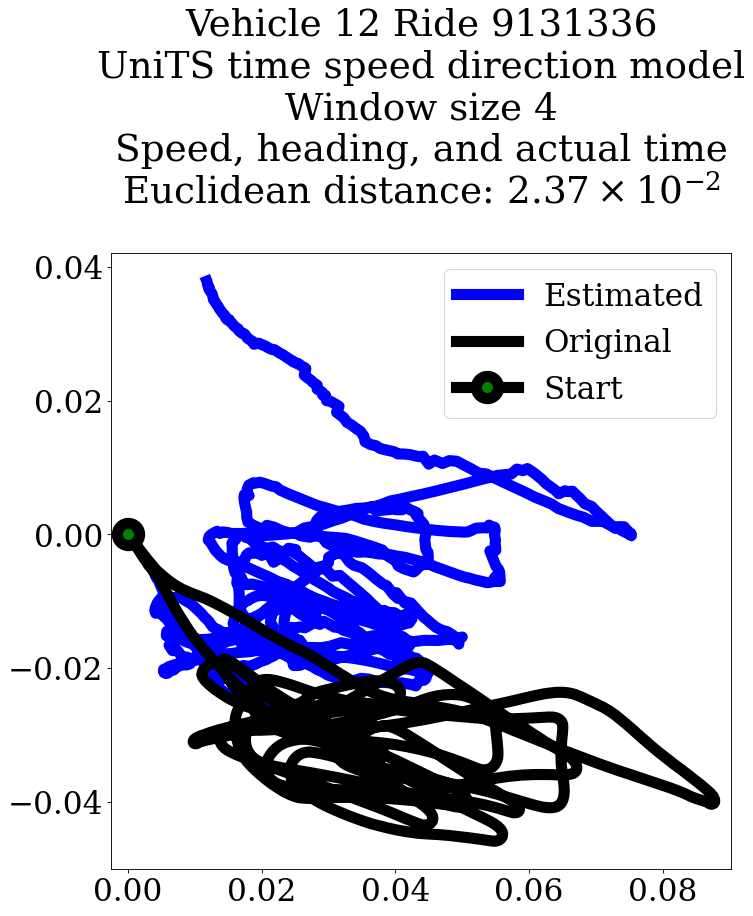 Vehicle 12 Ride 9131336
UniTS time speed direction model
Window size 4
Speed, heading, and actual time
Euclidean distance: 2.37 × 10⁻²
0.04
0.02
0.00
−0.02
−0.04
Estimated
Original
Start
0.00 0.02 0.04 0.06 0.08